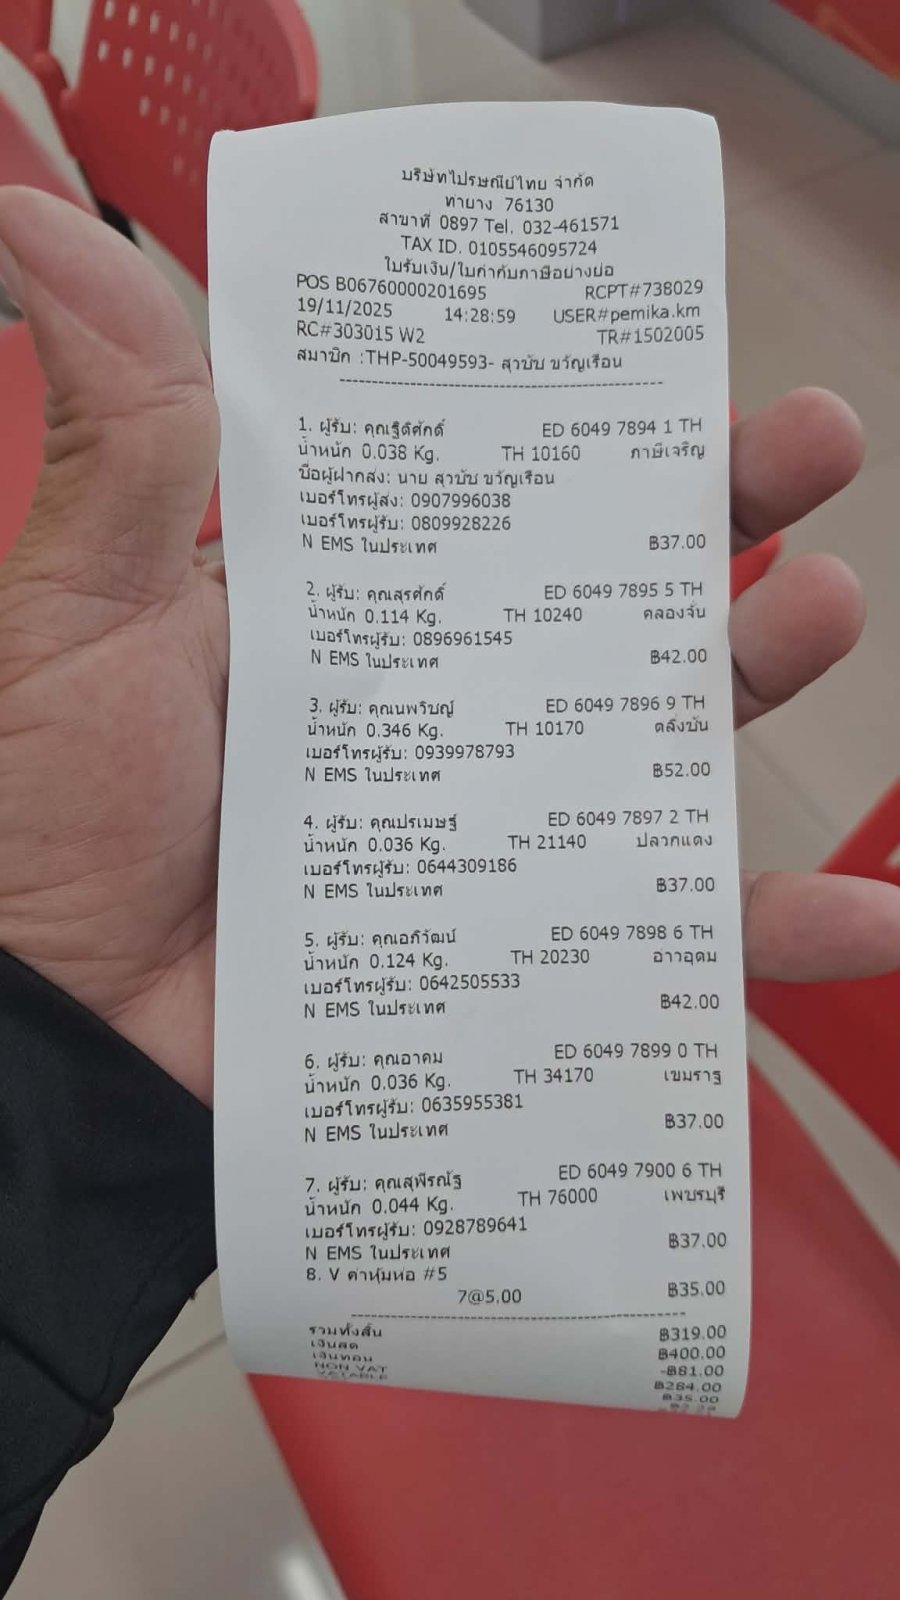 บริษัทไปรษณีย์ไทย จำกัด
ท่ายาง 76130
สาขาที่ 0897 Tel. 032-461571
TAX ID. 0105546095724
ใบรับเงิน/ใบกำกับภาษีอย่างย่อ
POS B06760000201695 RCPT#738029
19/11/2025 14:28:59 USER#pemika.km
RC#303015 W2 TR#1502005
สมาชิก :THP-50049593- สุวชัช ขวัญเรือน
1. ผู้รับ: คุณฐิติศักดิ์ ED 6049 7894 1 TH
น้ำหนัก 0.038 Kg. TH 10160 ภาษีเจริญ
ชื่อผู้ฝากส่ง: นาย สุวชัช ขวัญเรือน
เบอร์โทรผู้ส่ง: 0907996038
เบอร์โทรผู้รับ: 0809928226
N EMS ในประเทศ ฿37.00
2. ผู้รับ: คุณสุรศักดิ์ ED 6049 7895 5 TH
น้ำหนัก 0.114 Kg. TH 10240 คลองจั่น
เบอร์โทรผู้รับ: 0896961545
N EMS ในประเทศ ฿42.00
3. ผู้รับ: คุณนพวิชญ์ ED 6049 7896 9 TH
น้ำหนัก 0.346 Kg. TH 10170 ตลิ่งชัน
เบอร์โทรผู้รับ: 0939978793
N EMS ในประเทศ ฿52.00
4. ผู้รับ: คุณปรเมษฐ์ ED 6049 7897 2 TH
น้ำหนัก 0.036 Kg. TH 21140 ปลวกแดง
เบอร์โทรผู้รับ: 0644309186
N EMS ในประเทศ ฿37.00
5. ผู้รับ: คุณอภิวัฒน์ ED 6049 7898 6 TH
น้ำหนัก 0.124 Kg. TH 20230 อ่าวอุดม
เบอร์โทรผู้รับ: 0642505533
N EMS ในประเทศ ฿42.00
6. ผู้รับ: คุณอาคม ED 6049 7899 0 TH
น้ำหนัก 0.036 Kg. TH 34170 เขมราฐ
เบอร์โทรผู้รับ: 0635955381
N EMS ในประเทศ ฿37.00
7. ผู้รับ: คุณสุพีรณัฐ ED 6049 7900 6 TH
น้ำหนัก 0.044 Kg. TH 76000 เพชรบุรี
เบอร์โทรผู้รับ: 0928789641
N EMS ในประเทศ ฿37.00
8. V ค่าหุ้มห่อ #5
7@5.00 ฿35.00
รวมทั้งสิ้น ฿319.00
เงินสด ฿400.00
เงินทอน -฿81.00
NON VAT ฿284.00
VATABLE ฿35.00